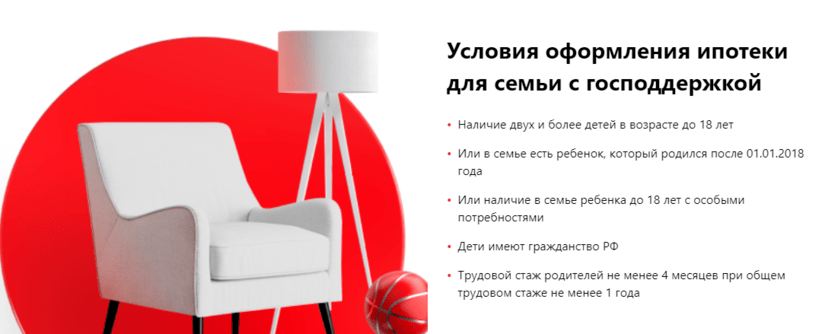 Условия оформления ипотеки
для семьи с господдержкой
• Наличие двух и более детей в возрасте до 18 лет
• Или в семье есть ребенок, который родился после 01.01.2018
года
• Или наличие в семье ребенка до 18 лет с особыми
потребностями
• Дети имеют гражданство РФ
• Трудовой стаж родителей не менее 4 месяцев при общем
трудовом стаже не менее 1 года